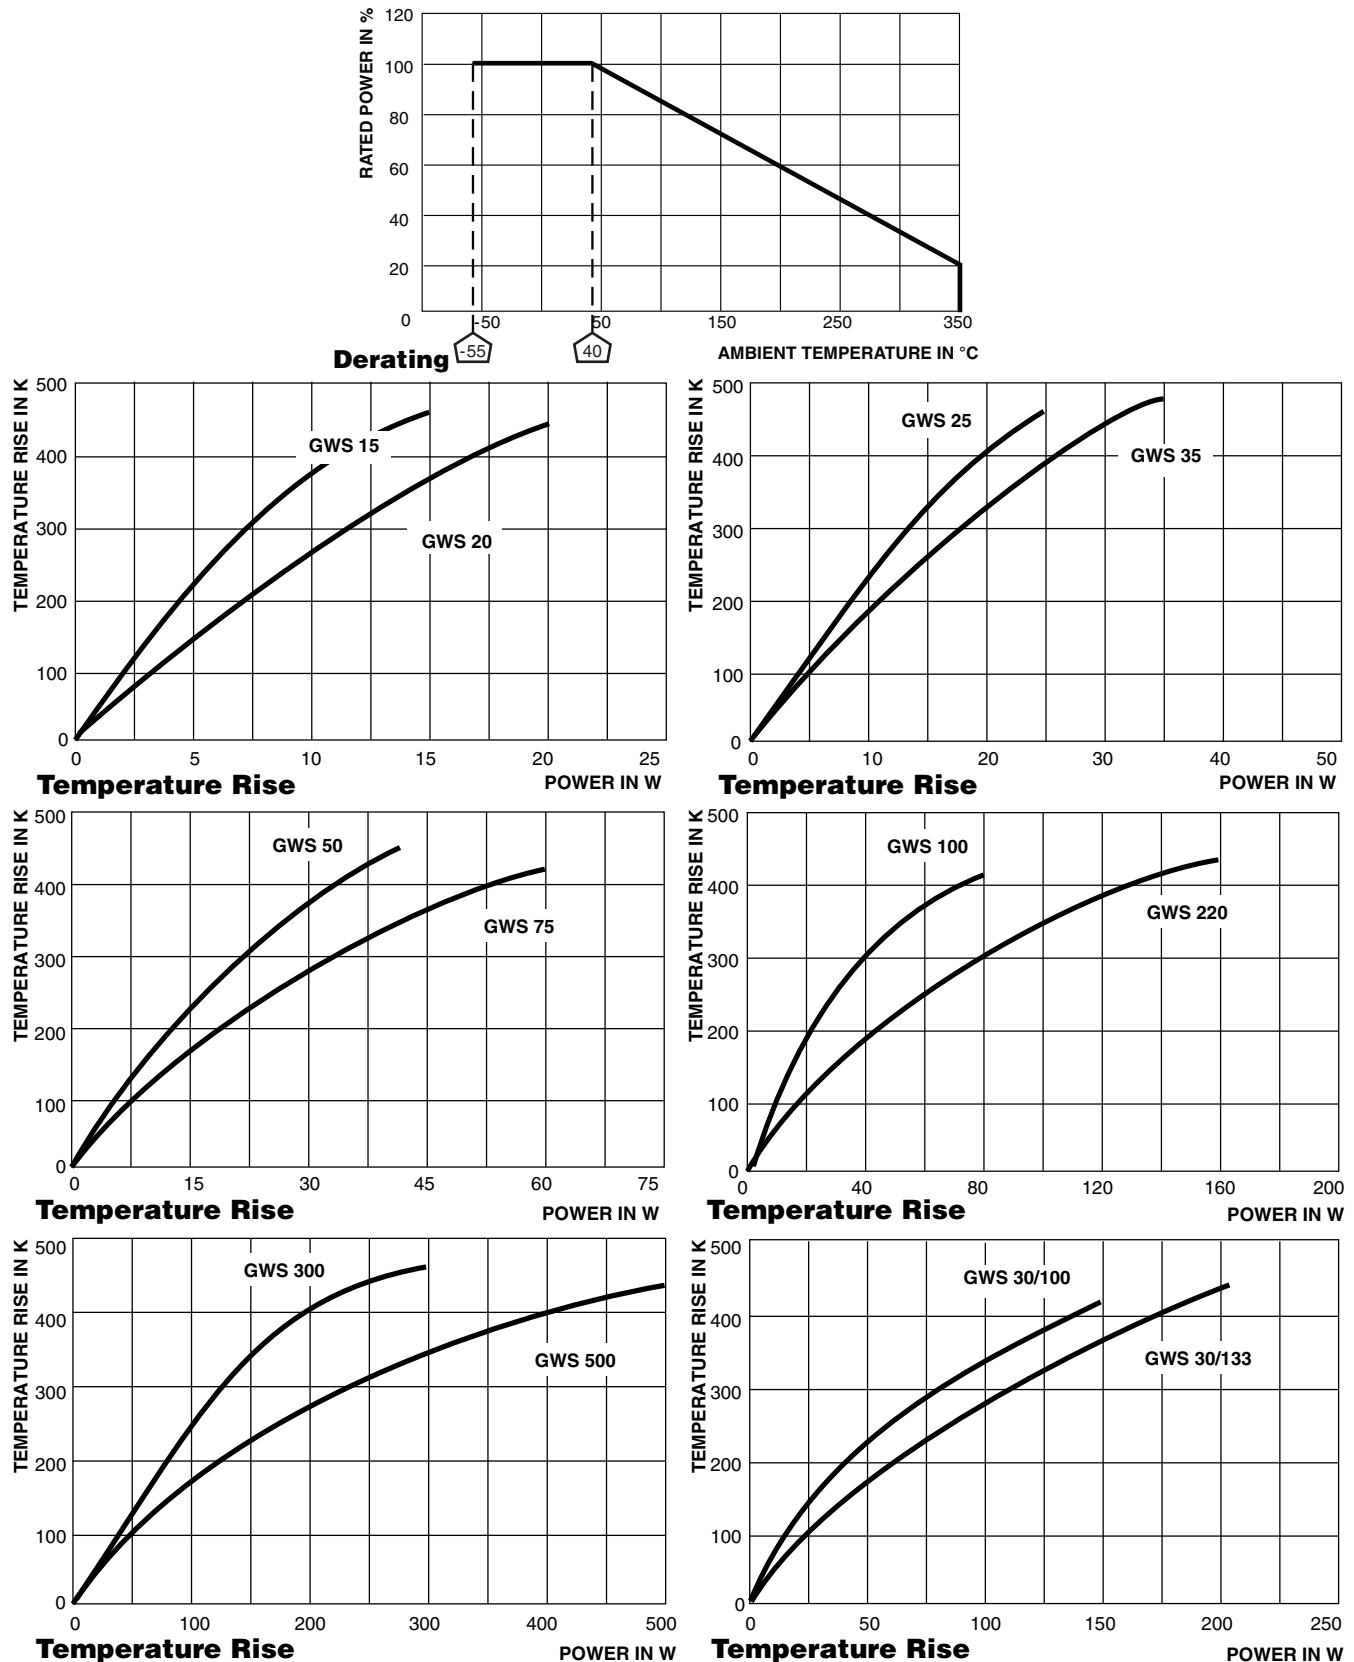 RATED POWER IN %
120
100
80
60
40
20
0
-50
50
150
250
350
-55
40
Derating
AMBIENT TEMPERATURE IN °C
TEMPERATURE RISE IN K
500
400
300
200
100
0
GWS 15
GWS 20
0 5 10 15 20 25
Temperature Rise
POWER IN W
TEMPERATURE RISE IN K
500
400
300
200
100
0
GWS 25
GWS 35
0 10 20 30 40 50
Temperature Rise
POWER IN W
TEMPERATURE RISE IN K
500
400
300
200
100
0
GWS 50
GWS 75
0 15 30 45 60 75
Temperature Rise
POWER IN W
TEMPERATURE RISE IN K
500
400
300
200
100
0
GWS 100
GWS 220
0 40 80 120 160 200
Temperature Rise
POWER IN W
TEMPERATURE RISE IN K
500
400
300
200
100
0
GWS 300
GWS 500
0 100 200 300 400 500
Temperature Rise
POWER IN W
TEMPERATURE RISE IN K
500
400
300
200
100
0
GWS 30/100
GWS 30/133
0 50 100 150 200 250
Temperature Rise
POWER IN W